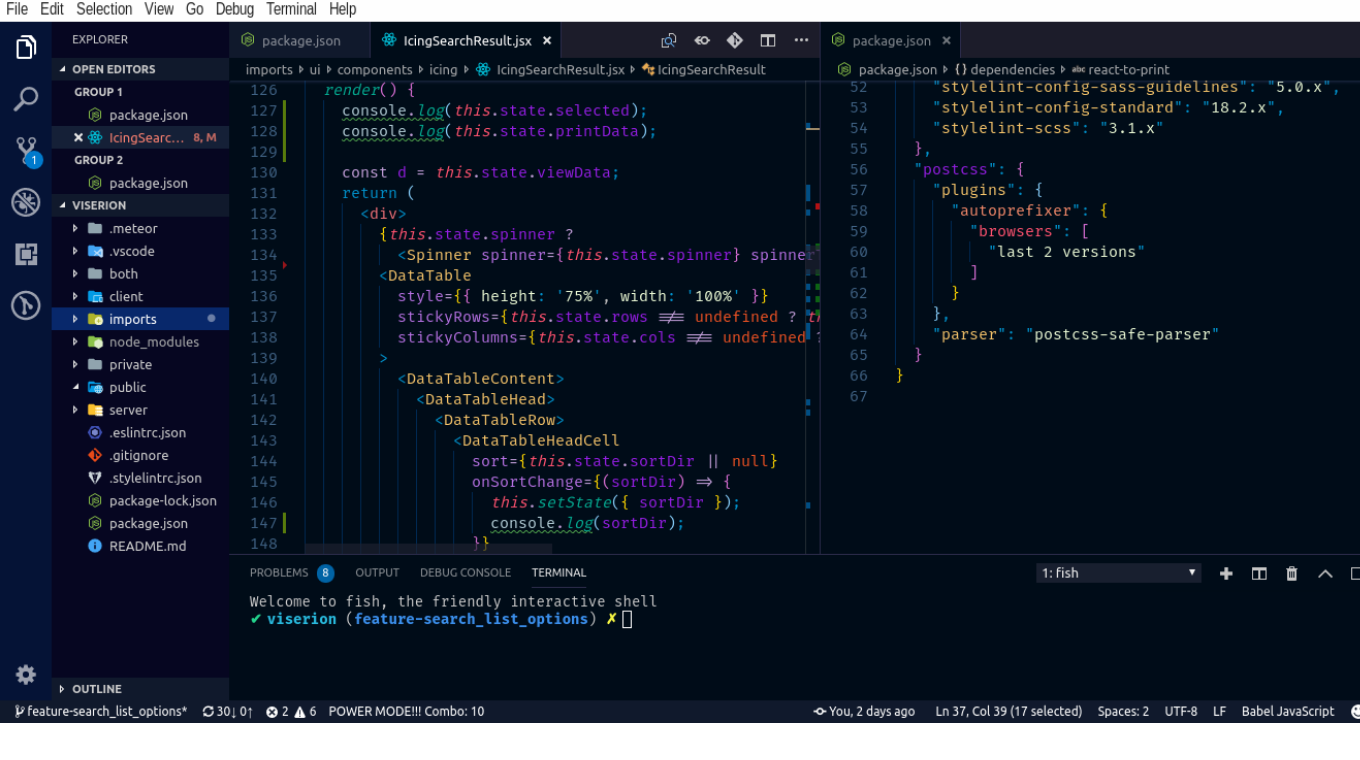 File Edit Selection View Go Debug Terminal Help
EXPLORER
OPEN EDITORS
GROUP 1
package.json
IcingSearc... 8, M
GROUP 2
package.json
VISERION
.meteor
.vscode
both
client
imports
node_modules
private
public
server
.eslintrc.json
.gitignore
.stylelintrc.json
package-lock.json
package.json
README.md
OUTLINE
1
package.json IcingSearchResult.jsx
imports ui components icing IcingSearchResult.jsx IcingSearchResult
126 render() {
127 console.log(this.state.selected);
128 console.log(this.state.printData);
129
130 const d = this.state.viewData;
131 return (
132 <div>
133 {this.state.spinner ?
134 <Spinner spinner={this.state.spinner} spinner
135 <DataTable
136 style={{ height: '75%', width: '100%' }}
137 stickyRows={this.state.rows !== undefined ? th
138 stickyColumns={this.state.cols !== undefined ?
139 >
140 <DataTableContent>
141 <DataTableHead>
142 <DataTableRow>
143 <DataTableHeadCell
144 sort={this.state.sortDir || null}
145 onSortChange={(sortDir) => {
146 this.setState({ sortDir });
147 console.log(sortDir);
148 }}
package.json
package.json {} dependencies abc react-to-print
52 "stylelint-config-sass-guidelines": "5.0.x",
53 "stylelint-config-standard": "18.2.x",
54 "stylelint-scss": "3.1.x"
55 },
56 "postcss": {
57 "plugins": {
58 "autoprefixer": {
59 "browsers": [
60 "last 2 versions"
61 ]
62 }
63 },
64 "parser": "postcss-safe-parser"
65 }
66 }
67
PROBLEMS 8 OUTPUT DEBUG CONSOLE TERMINAL 1: fish
Welcome to fish, the friendly interactive shell
✔ viserion (feature-search_list_options) ✗
feature-search_list_options* 30↓ 0↑ 2 6 POWER MODE!!! Combo: 10 You, 2 days ago Ln 37, Col 39 (17 selected) Spaces: 2 UTF-8 LF Babel JavaScript